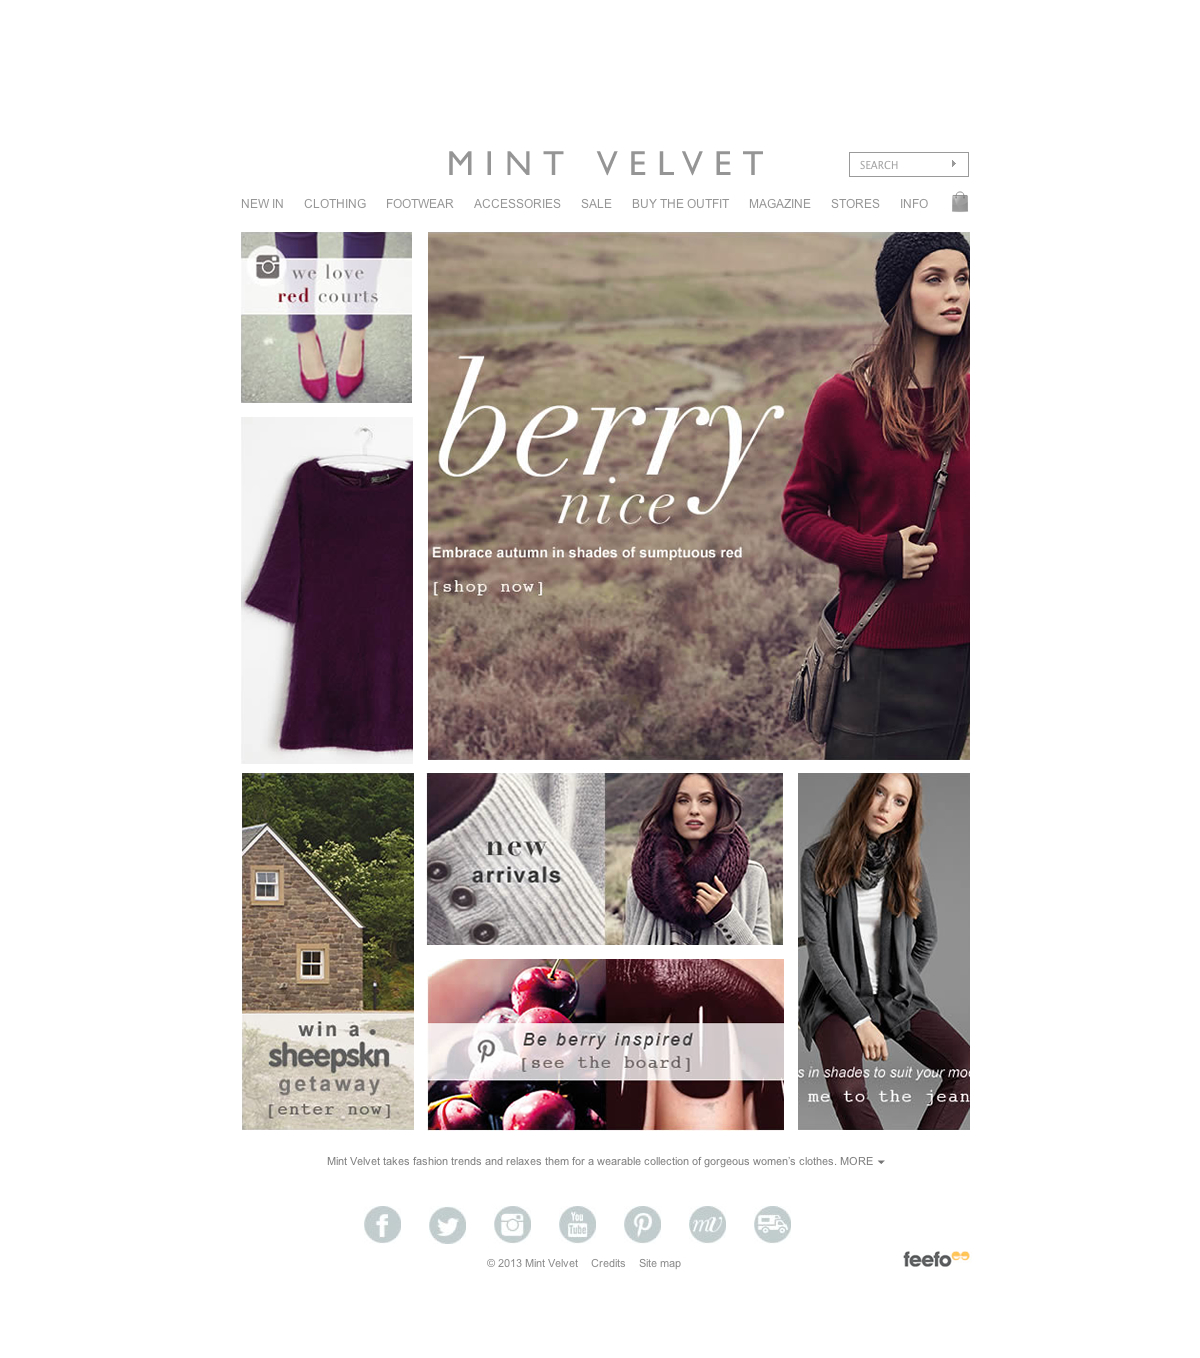 MINT VELVET
SEARCH
NEW IN CLOTHING FOOTWEAR ACCESSORIES SALE BUY THE OUTFIT MAGAZINE STORES INFO
we love
red courts
berry
nice
Embrace autumn in shades of sumptuous red
[shop now]
new
arrivals
win a
sheepskn
getaway
[enter now]
Be berry inspired
[see the board]
s in shades to suit your moo
me to the jean
Mint Velvet takes fashion trends and relaxes them for a wearable collection of gorgeous women's clothes. MORE
You
Tube
mv
© 2013 Mint Velvet Credits Site map
feefo